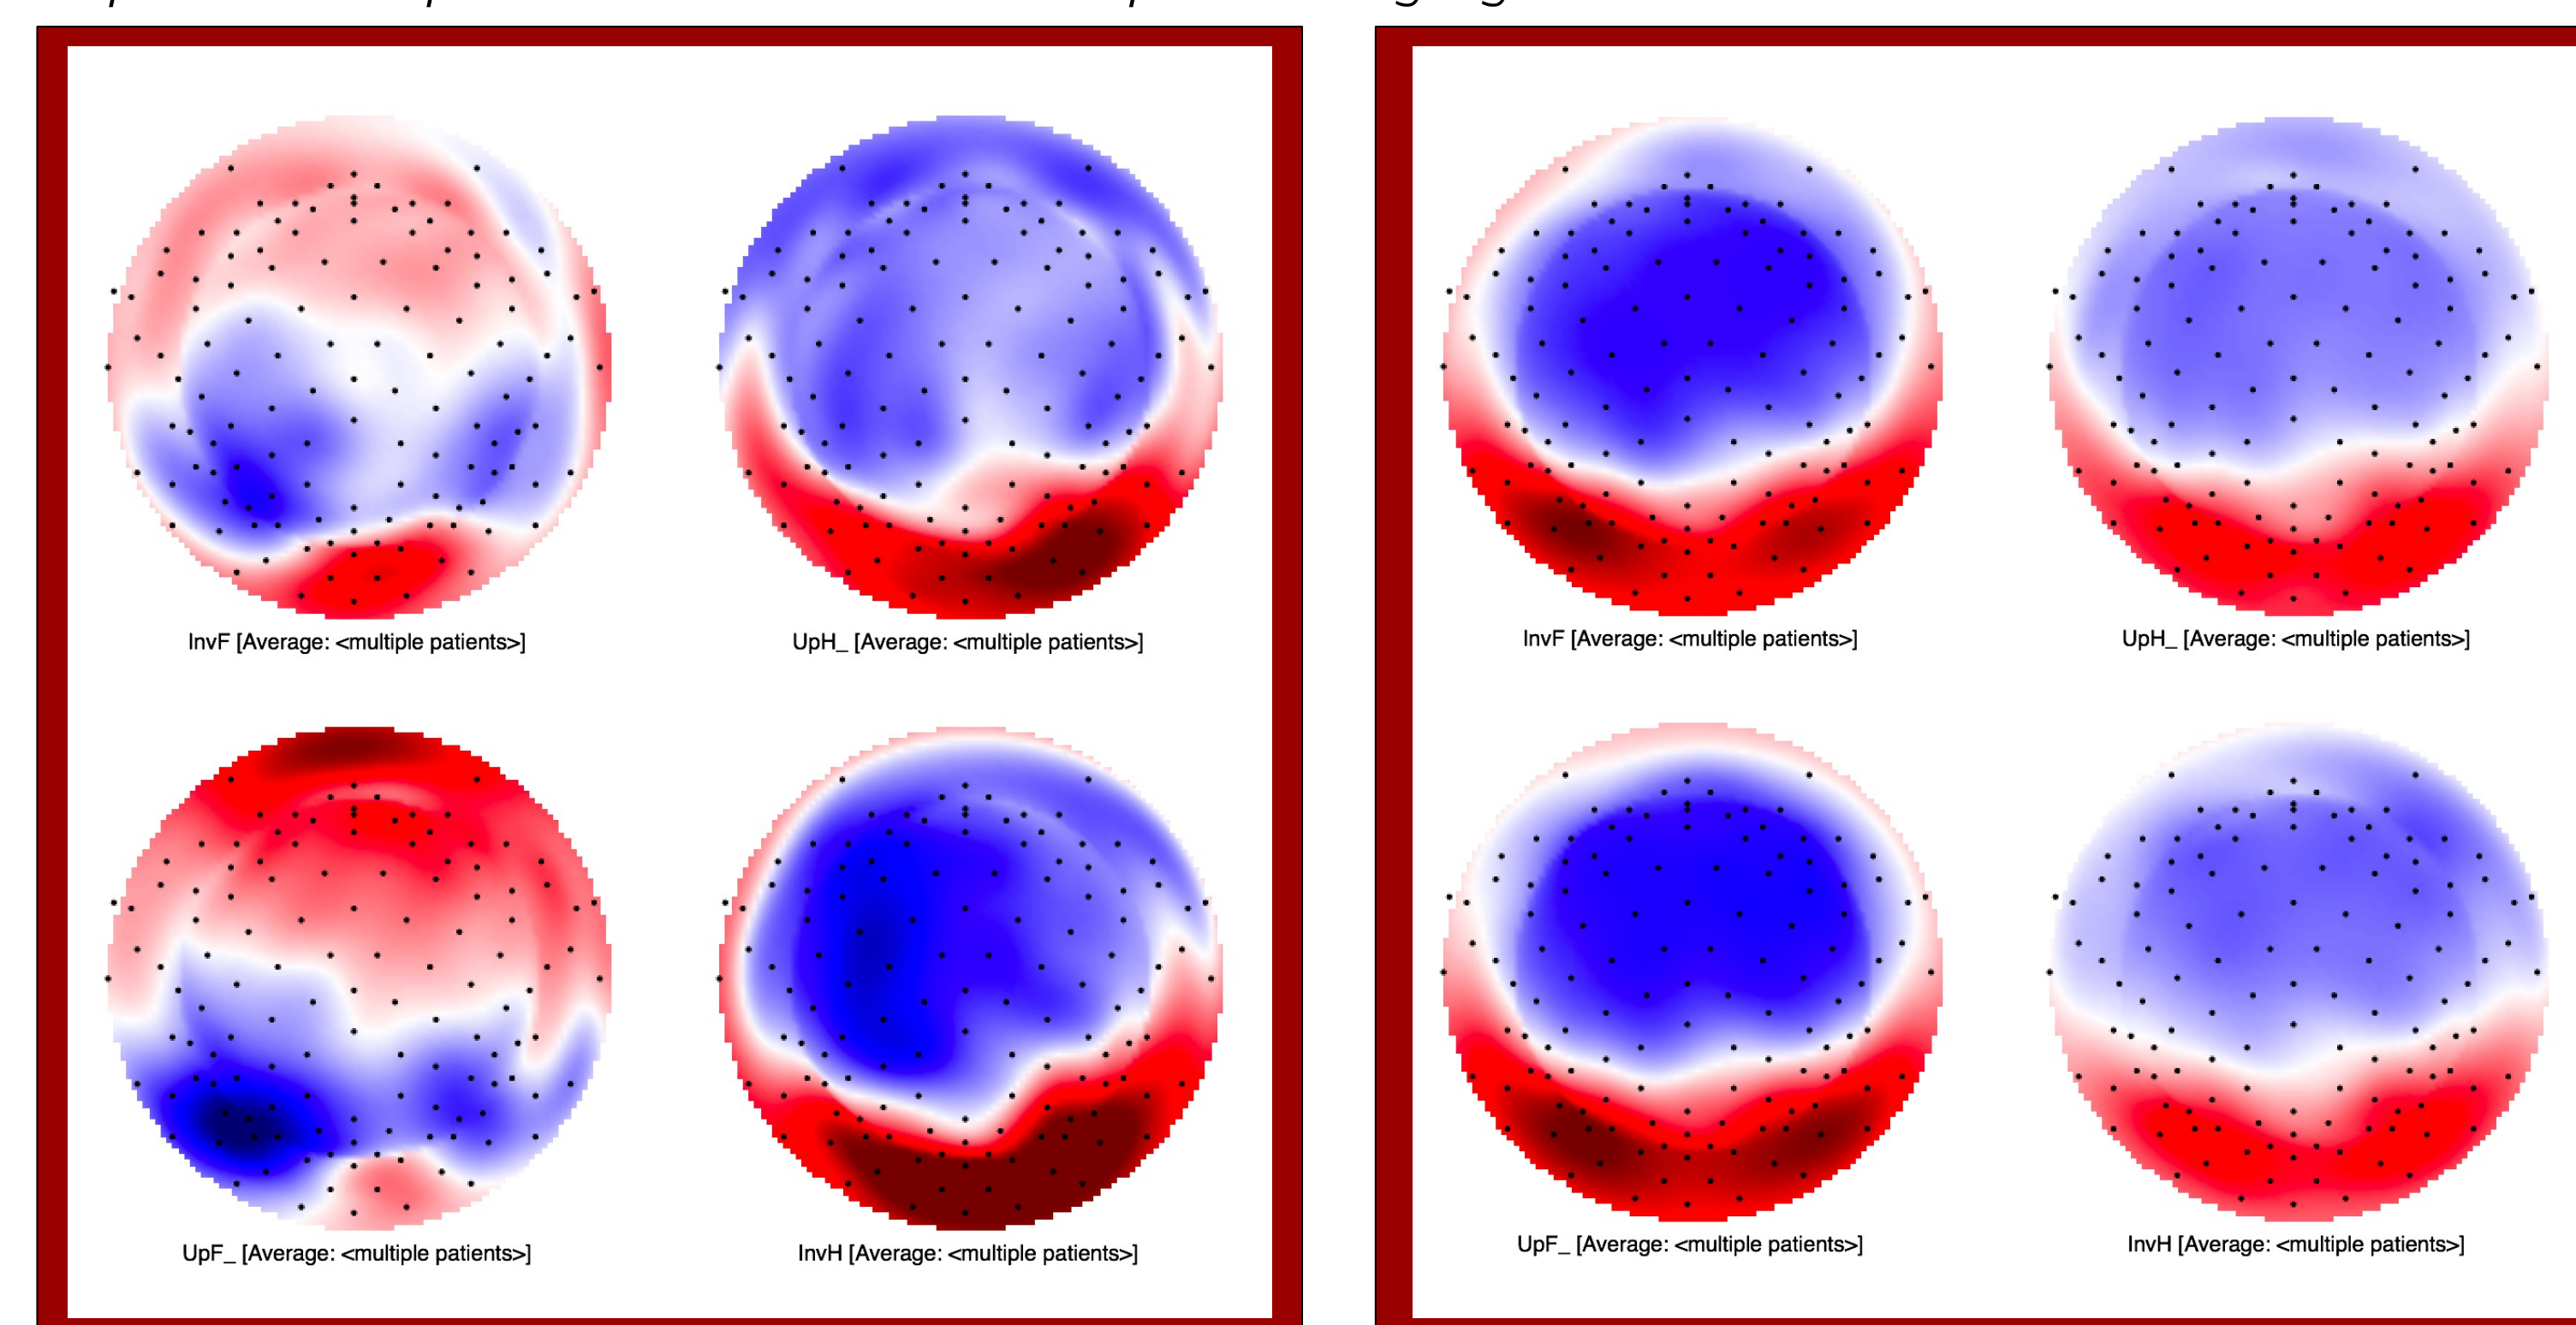 InvF [Average: <multiple patients>]
UpH_ [Average: <multiple patients>]
UpF_ [Average: <multiple patients>]
InvH [Average: <multiple patients>]
InvF [Average: <multiple patients>]
UpH_ [Average: <multiple patients>]
UpF_ [Average: <multiple patients>]
InvH [Average: <multiple patients>]